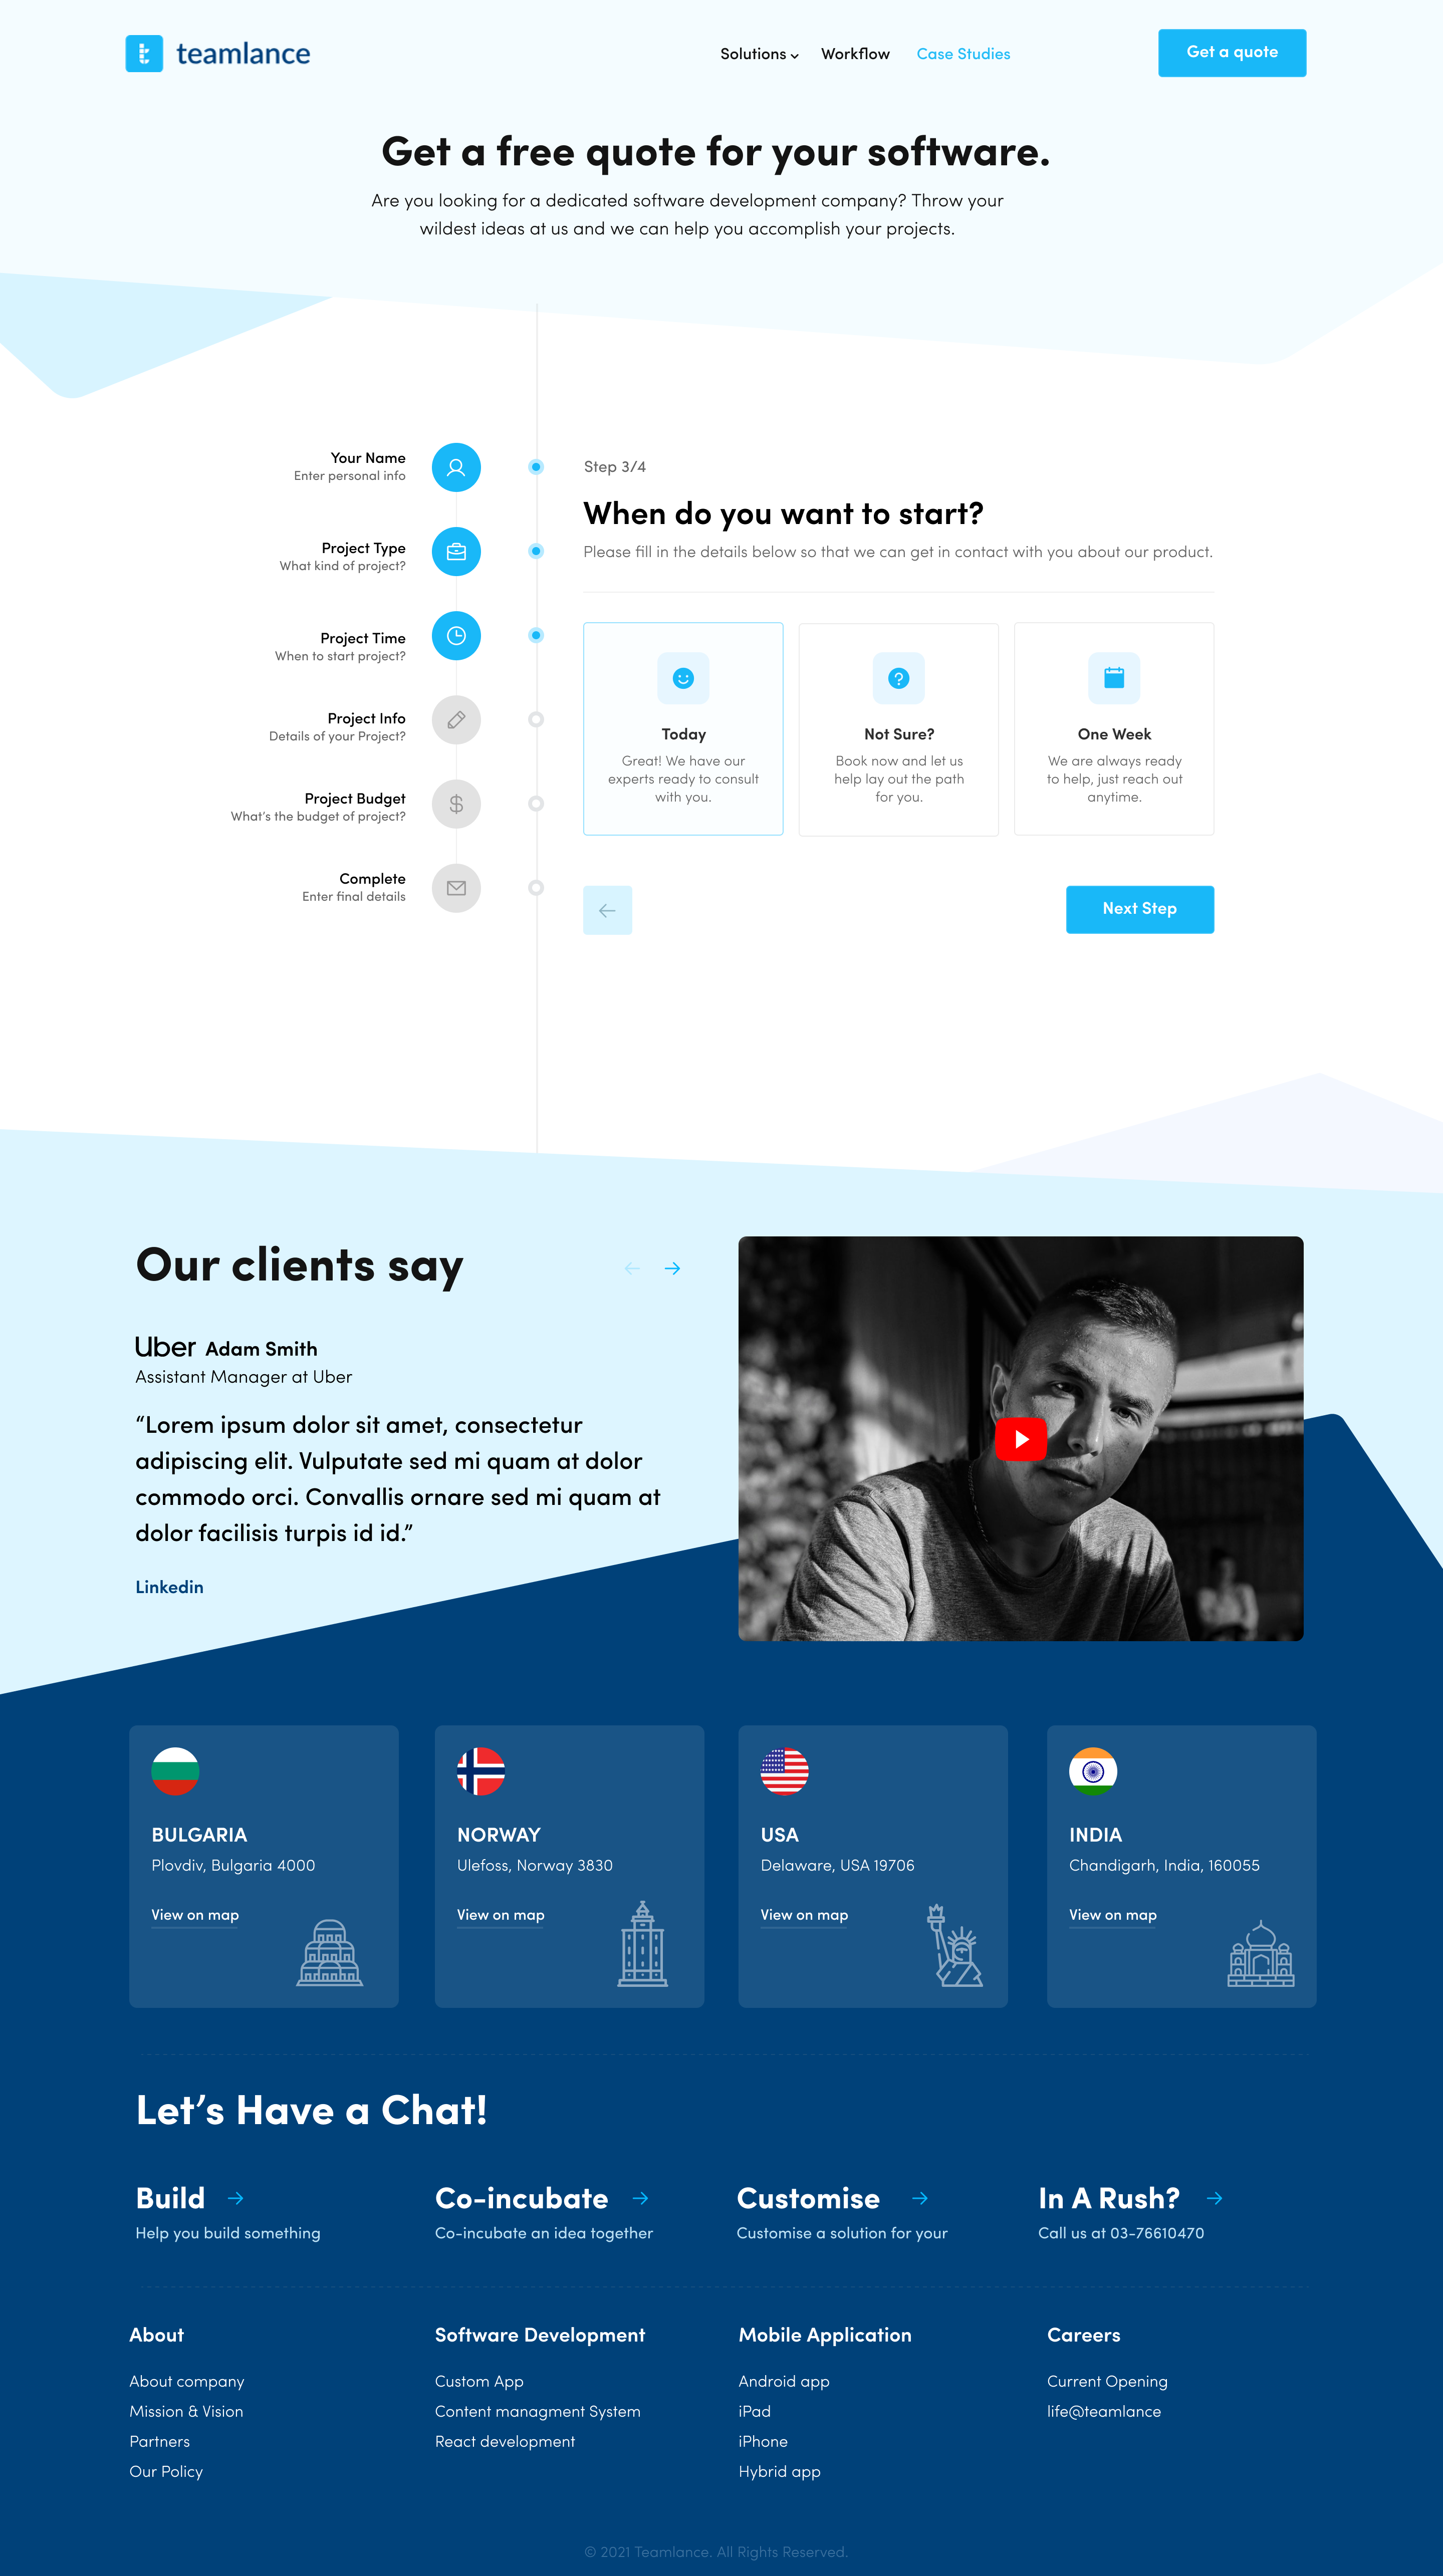 teamlance
Solutions
Workflow
Case Studies
Get a quote
Get a free quote for your software.
Are you looking for a dedicated software development company? Throw your
wildest ideas at us and we can help you accomplish your projects.
Your Name
Enter personal info
Project Type
What kind of project?
Project Time
When to start project?
Project Info
Details of your Project?
Project Budget
What's the budget of project?
Complete
Enter final details
Step 3/4
When do you want to start?
Please fill in the details below so that we can get in contact with you about our product.
Today
Great! We have our
experts ready to consult
with you.
Not Sure?
Book now and let us
help lay out the path
for you.
One Week
We are always ready
to help, just reach out
anytime.
Next Step
Our clients say
Uber Adam Smith
Assistant Manager at Uber
“Lorem ipsum dolor sit amet, consectetur
adipiscing elit. Vulputate sed mi quam at dolor
commodo orci. Convallis ornare sed mi quam at
dolor facilisis turpis id id.”
Linkedin
BULGARIA
Plovdiv, Bulgaria 4000
View on map
NORWAY
Ulefoss, Norway 3830
View on map
USA
Delaware, USA 19706
View on map
INDIA
Chandigarh, India, 160055
View on map
Let’s Have a Chat!
Build
Help you build something
Co-incubate
Co-incubate an idea together
Customise
Customise a solution for your
In A Rush?
Call us at 03-76610470
About
About company
Mission & Vision
Partners
Our Policy
Software Development
Custom App
Content managment System
React development
Mobile Application
Android app
iPad
iPhone
Hybrid app
Careers
Current Opening
life@teamlance
© 2021 Teamlance. All Rights Reserved.